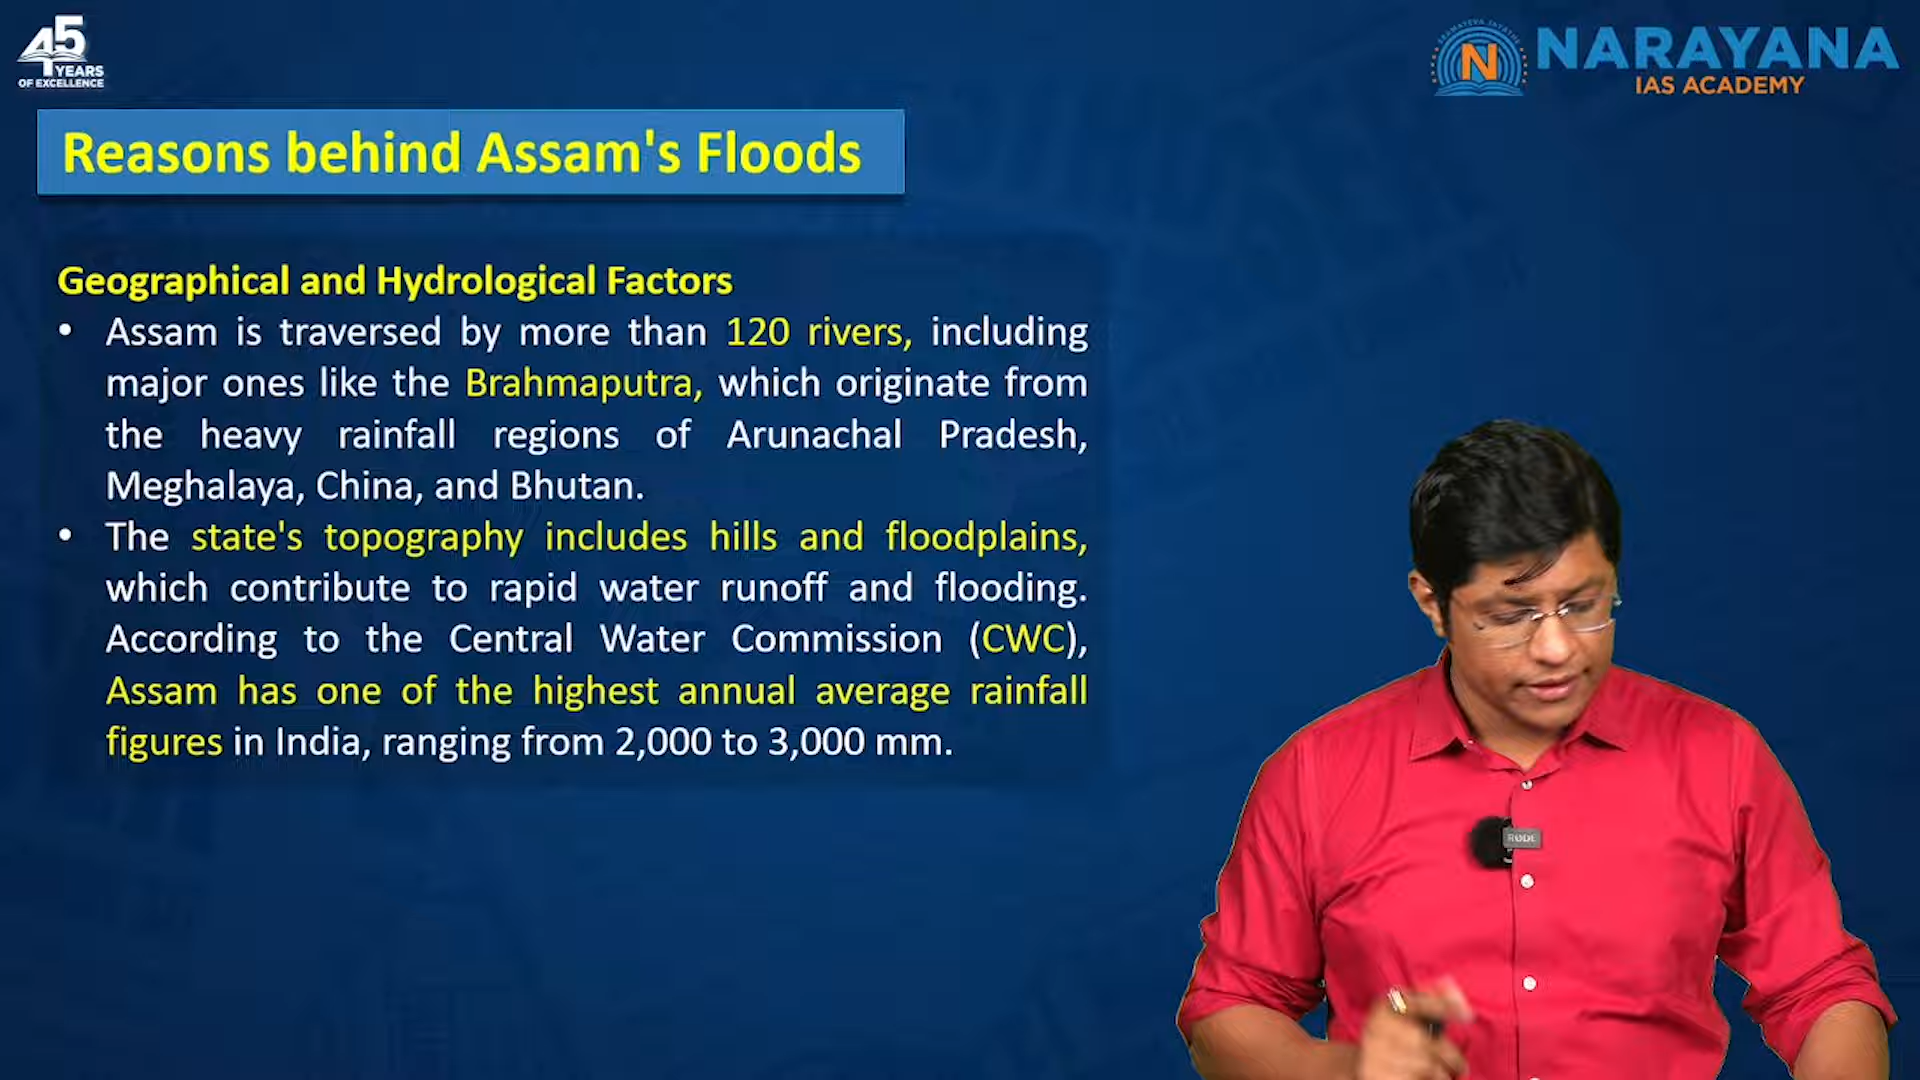 45
YEARS
OF EXCELLENCE
NARAYANA
IAS ACADEMY
N
Reasons behind Assam's Floods
Geographical and Hydrological Factors
• Assam is traversed by more than 120 rivers, including
major ones like the Brahmaputra, which originate from
the heavy rainfall regions of Arunachal Pradesh,
Meghalaya, China, and Bhutan.
• The state's topography includes hills and floodplains,
which contribute to rapid water runoff and flooding.
According to the Central Water Commission (CWC),
Assam has one of the highest annual average rainfall
figures in India, ranging from 2,000 to 3,000 mm.
RØDE